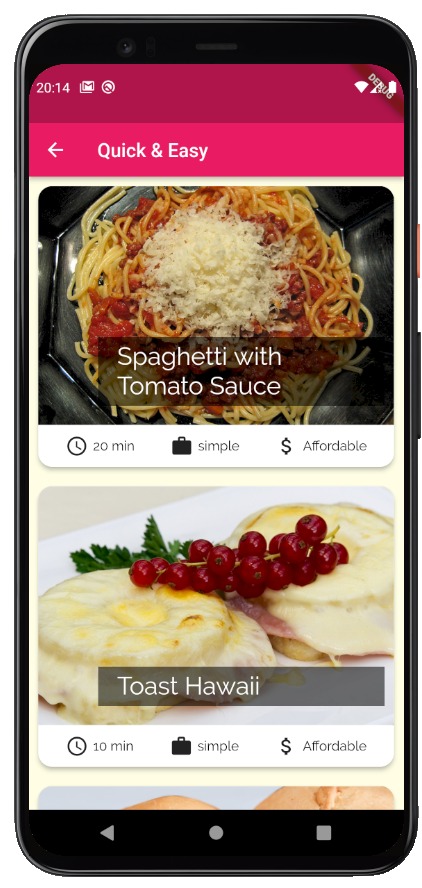 20:14
DEBUG
Quick & Easy
Spaghetti with
Tomato Sauce
20 min simple $ Affordable
Toast Hawaii
10 min simple $ Affordable